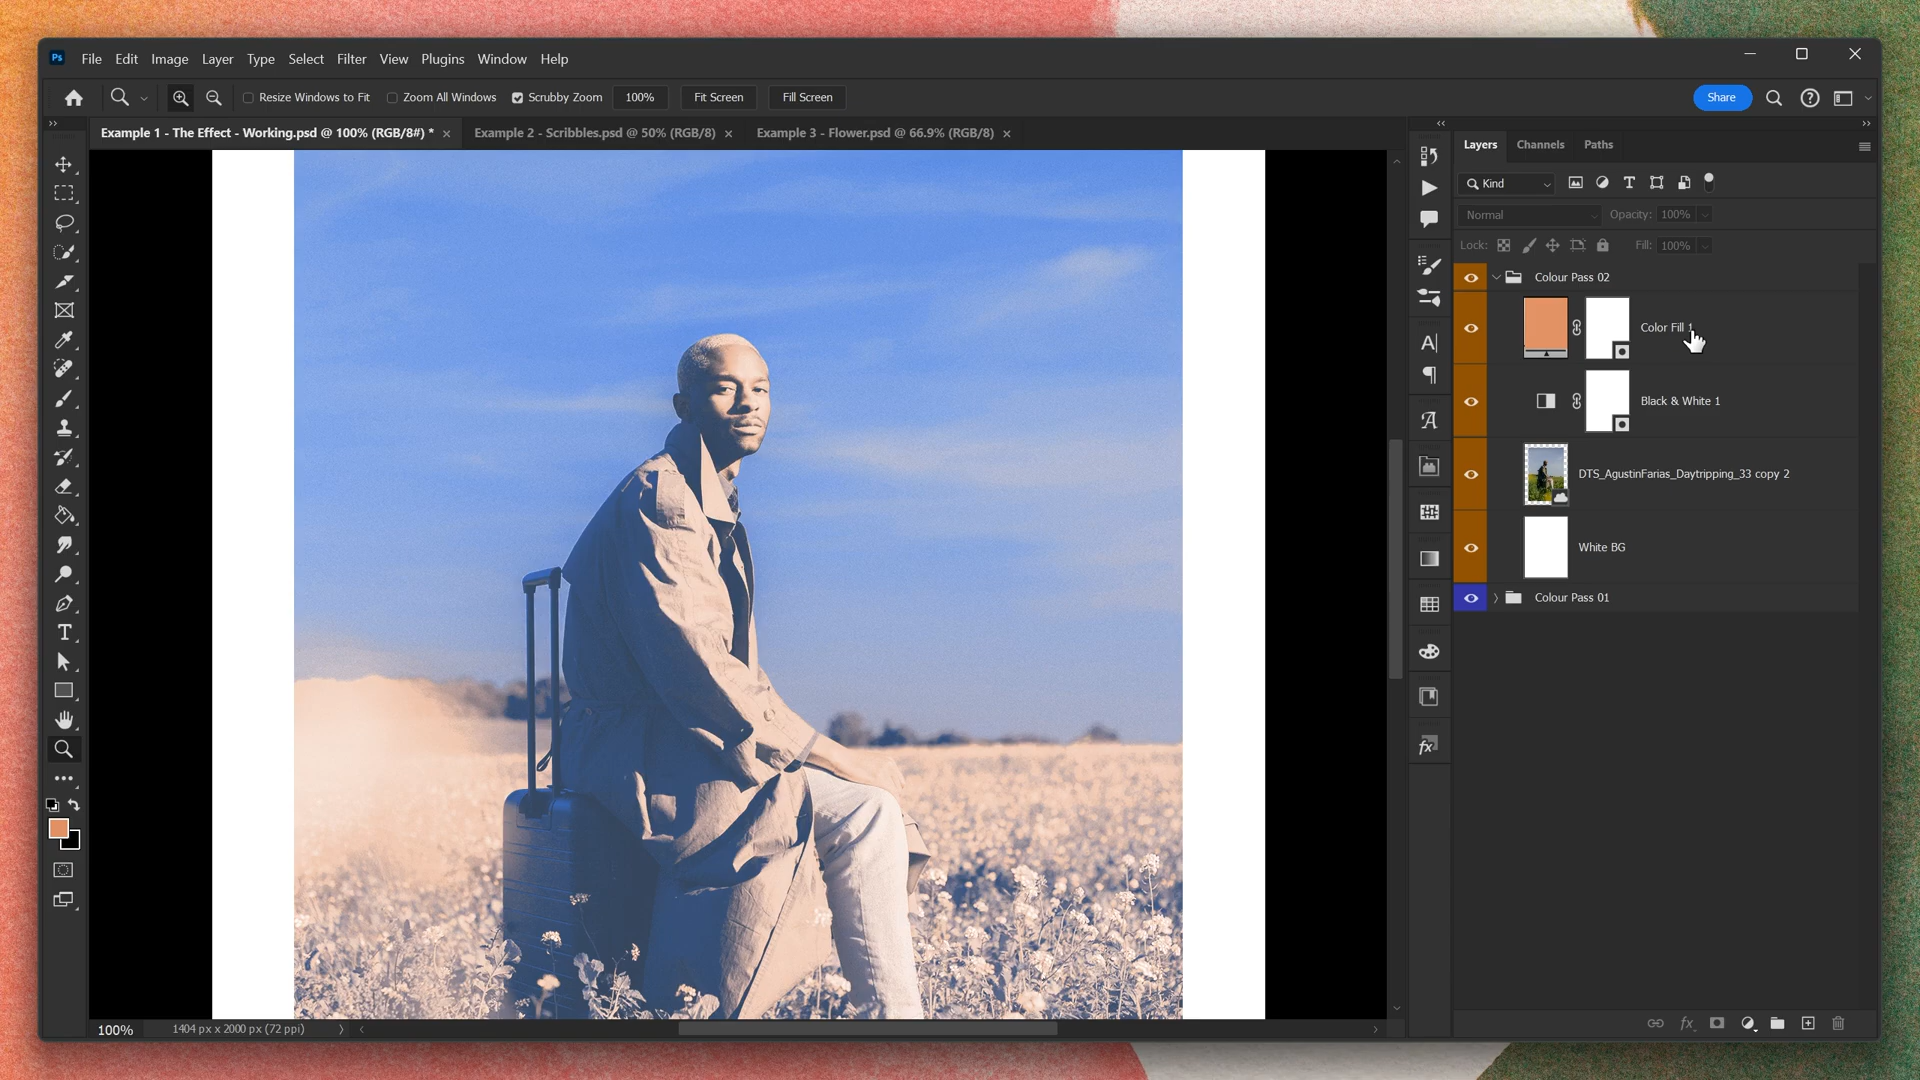 Ps File Edit Image Layer Type Select Filter View Plugins Window Help
Resize Windows to Fit Zoom All Windows Scrubby Zoom 100% Fit Screen Fill Screen Share
Example 1 - The Effect - Working.psd @ 100% (RGB/8#) * Example 2 - Scribbles.psd @ 50% (RGB/8) Example 3 - Flower.psd @ 66.9% (RGB/8)
Layers Channels Paths
Kind
Normal Opacity: 100%
Lock: Fill: 100%
Colour Pass 02
Color Fill 1
Black & White 1
DTS_AgustinFarias_Daytripping_33 copy 2
White BG
Colour Pass 01
100% 1404 px x 2000 px (72 ppi)